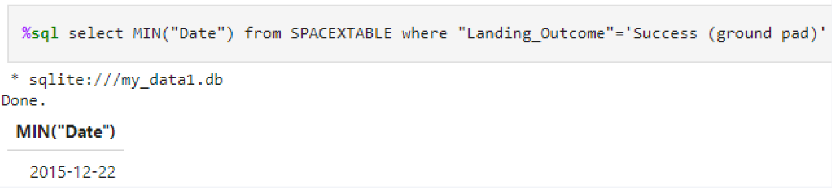 %sql select MIN("Date") from SPACEXTABLE where "Landing_Outcome"='Success (ground pad)'
* sqlite:///my_data1.db
Done.
MIN("Date")
2015-12-22